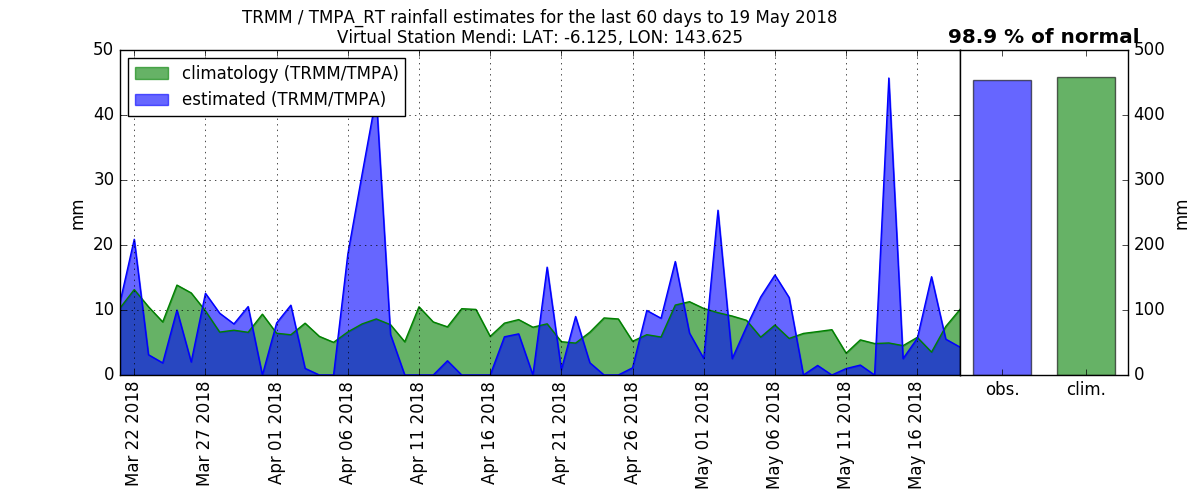 TRMM / TMPA_RT rainfall estimates for the last 60 days to 19 May 2018
Virtual Station Mendi: LAT: -6.125, LON: 143.625
98.9 % of normal
climatology (TRMM/TMPA)
estimated (TRMM/TMPA)
50
40
30
20
10
0
mm
500
400
300
200
100
0
mm
Mar 22 2018
Mar 27 2018
Apr 01 2018
Apr 06 2018
Apr 11 2018
Apr 16 2018
Apr 21 2018
Apr 26 2018
May 01 2018
May 06 2018
May 11 2018
May 16 2018
obs.
clim.